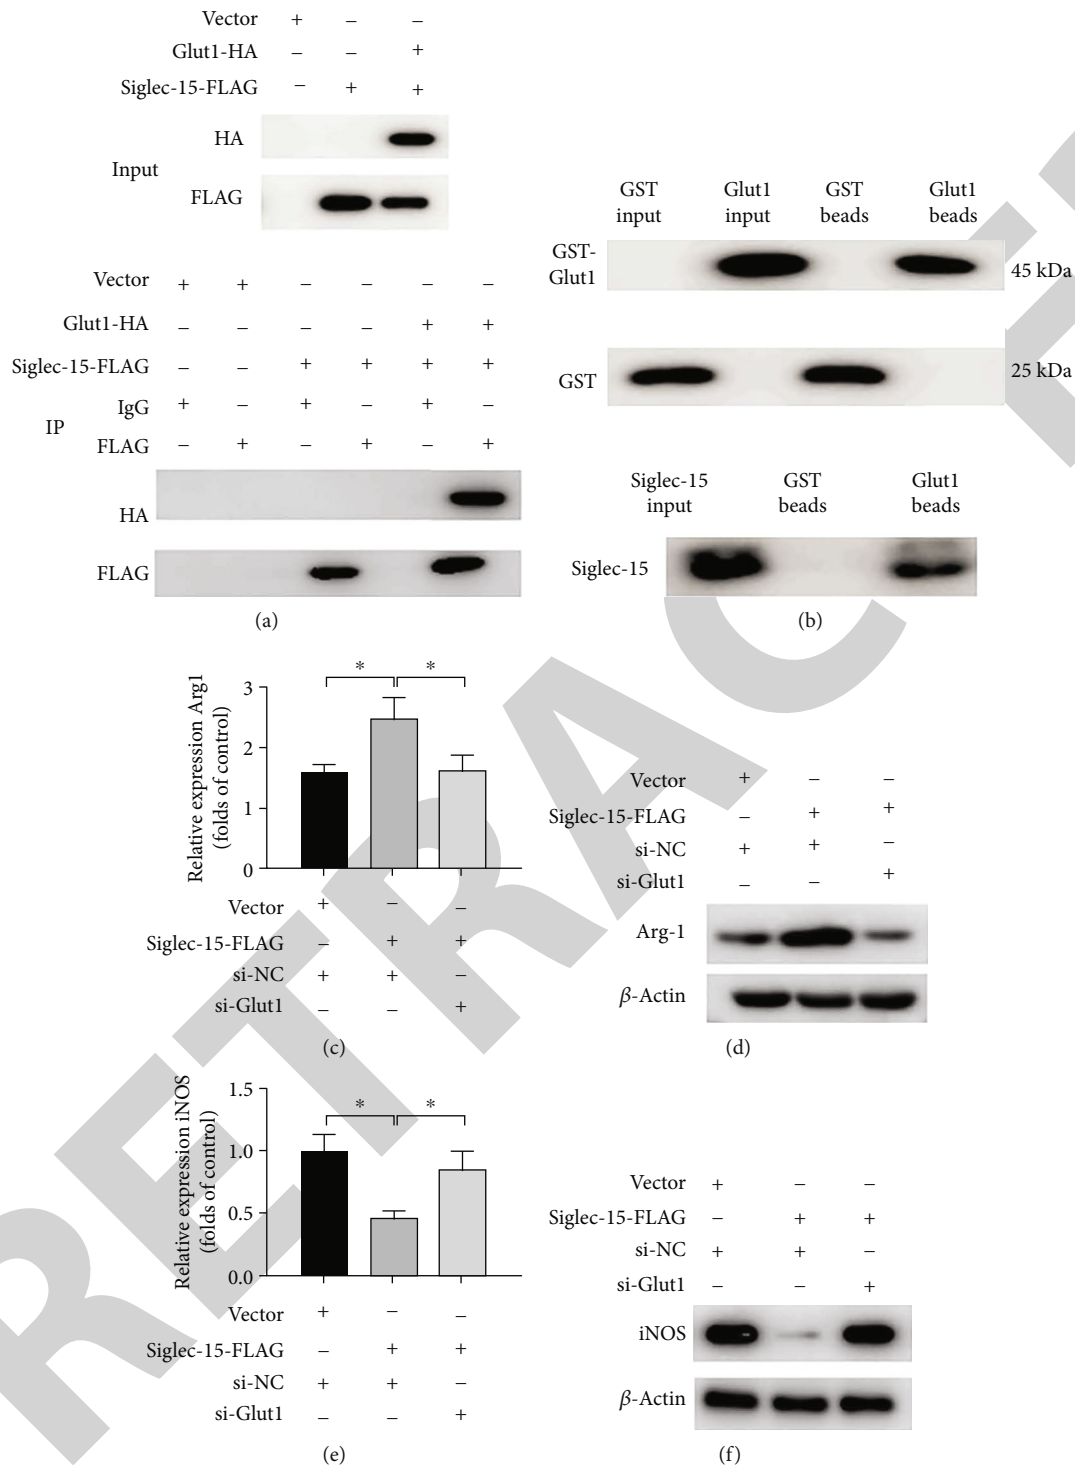 Vector + – –
Glut1-HA – – +
Siglec-15-FLAG – + +
HA
Input
FLAG
Vector + + – – – –
Glut1-HA – – – – + +
Siglec-15-FLAG – – + + + +
IgG + – + – + –
IP
FLAG – + – + – +
HA
FLAG
(a)
GST input Glut1 input GST beads Glut1 beads
GST-
Glut1
45 kDa
GST
25 kDa
Siglec-15 input GST beads Glut1 beads
Siglec-15
(b)
Relative expression Arg1
(folds of control)
3
2
1
0
* *
Vector + – –
Siglec-15-FLAG – + +
si-NC + + –
si-Glut1 – – +
(c)
Vector + – –
Siglec-15-FLAG – + +
si-NC + + –
si-Glut1 – – +
Arg-1
β-Actin
(d)
Relative expression iNOS
(folds of control)
1.5
1.0
0.5
0.0
* *
Vector + – –
Siglec-15-FLAG – + +
si-NC + + –
si-Glut1 – – +
(e)
Vector + – –
Siglec-15-FLAG – + +
si-NC + + –
si-Glut1 – – +
iNOS
β-Actin
(f)
RETRACT